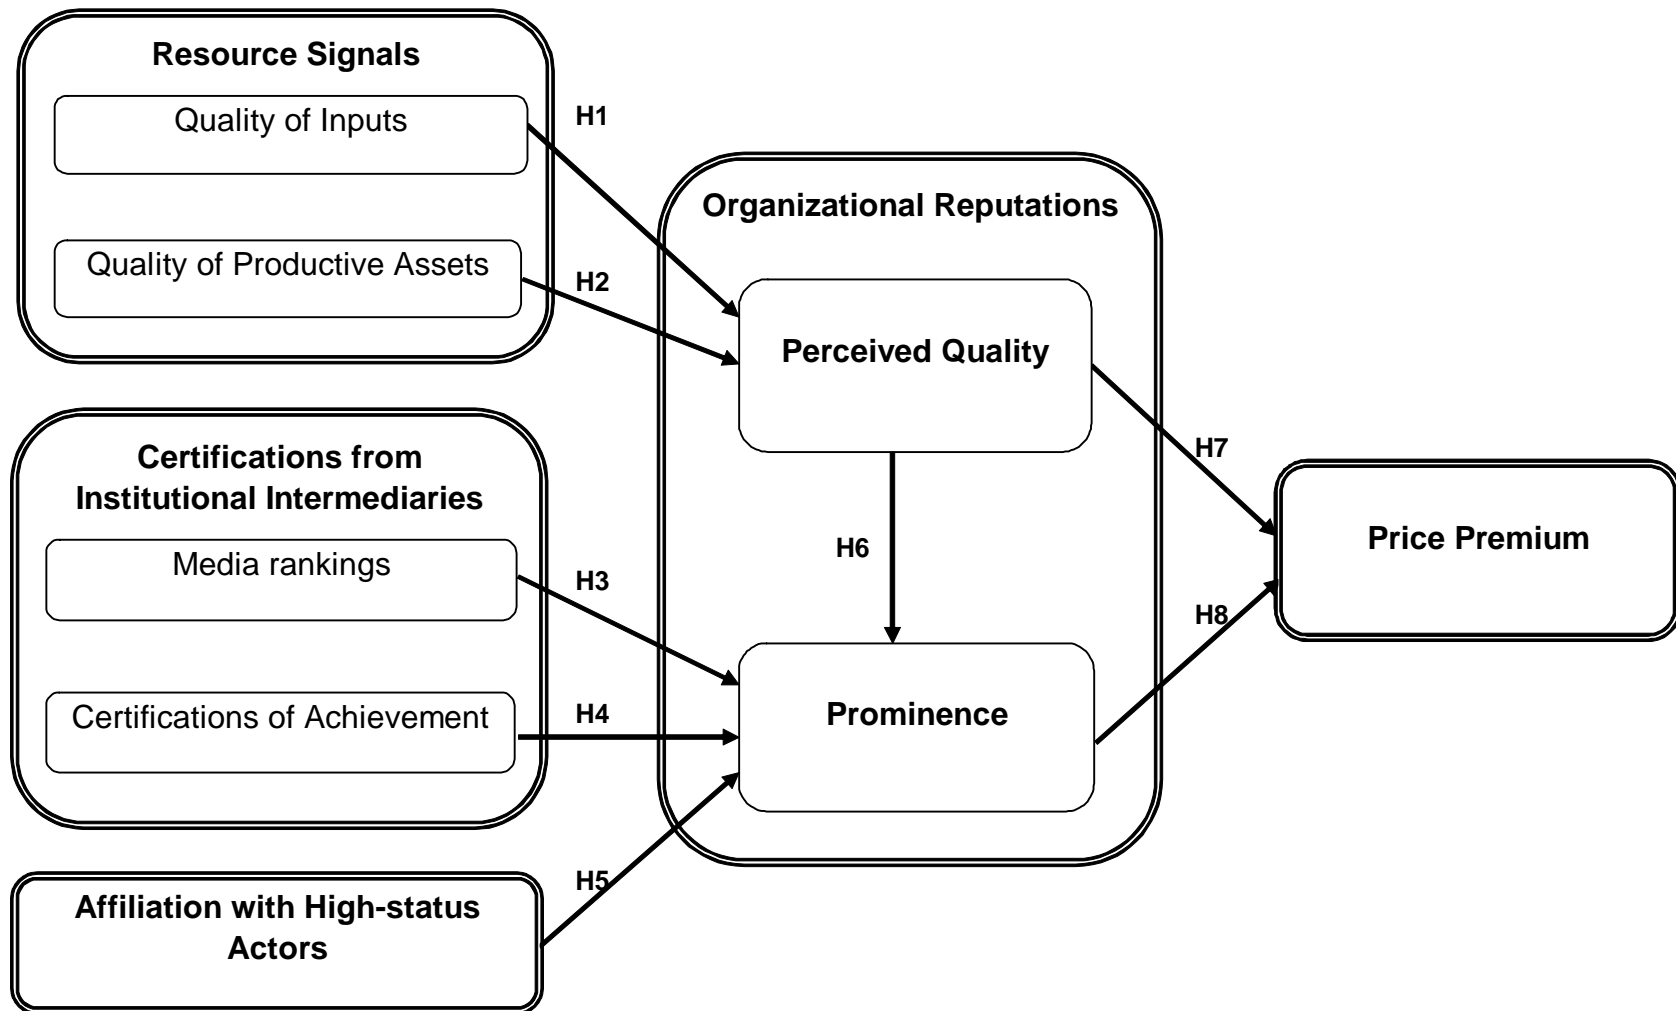 Resource Signals
Quality of Inputs
H1
Quality of Productive Assets
H2
Organizational Reputations
Perceived Quality
Certifications from
Institutional Intermediaries
Media rankings
H3
Certifications of Achievement
H4
H6
Prominence
H7
H8
Price Premium
Affiliation with High-status
Actors
H5